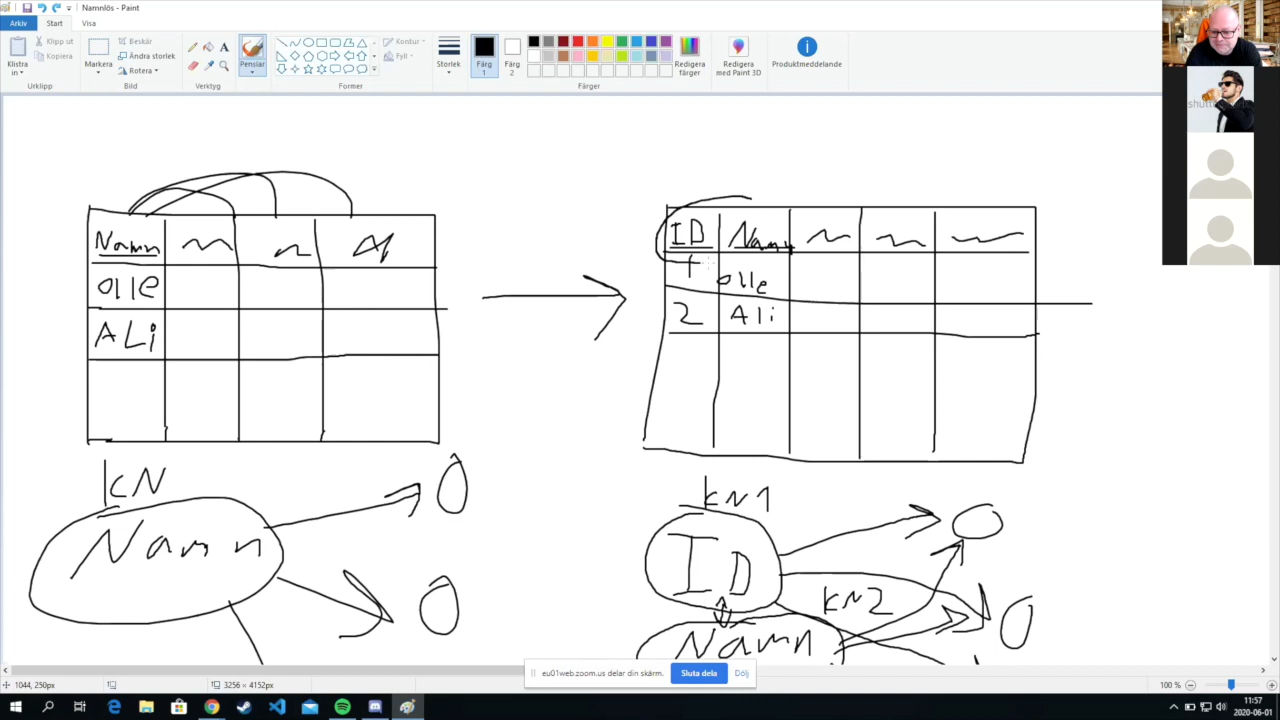 Namnlös - Paint
Arkiv Start Visa
Klistra in
Klipp ut
Kopiera
Urklipp
Markera
Beskär
Ändra storlek
Rotera
Bild
Verktyg
Penslar
Kontur
Fyll
Former
Storlek
Färg 1
Färg 2
Färger
Redigera färger
Redigera med Paint 3D
Produktmeddelande
Namn
olle
ALi
KN
Namn
ID Namn
1 olle
2 Ali
KN1
ID
KN2
Namn
eu01web.zoom.us delar din skärm. Sluta dela Dölj
3256 × 4152px
100 %
11:57
2020-06-01